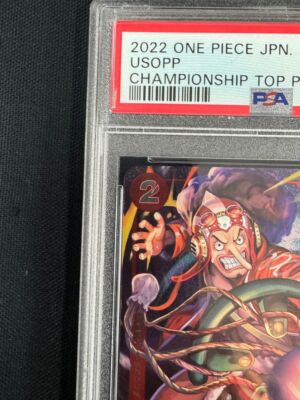 2022 ONE PIECE JPN.
USOPP
CHAMPIONSHIP TOP P
PSA
2